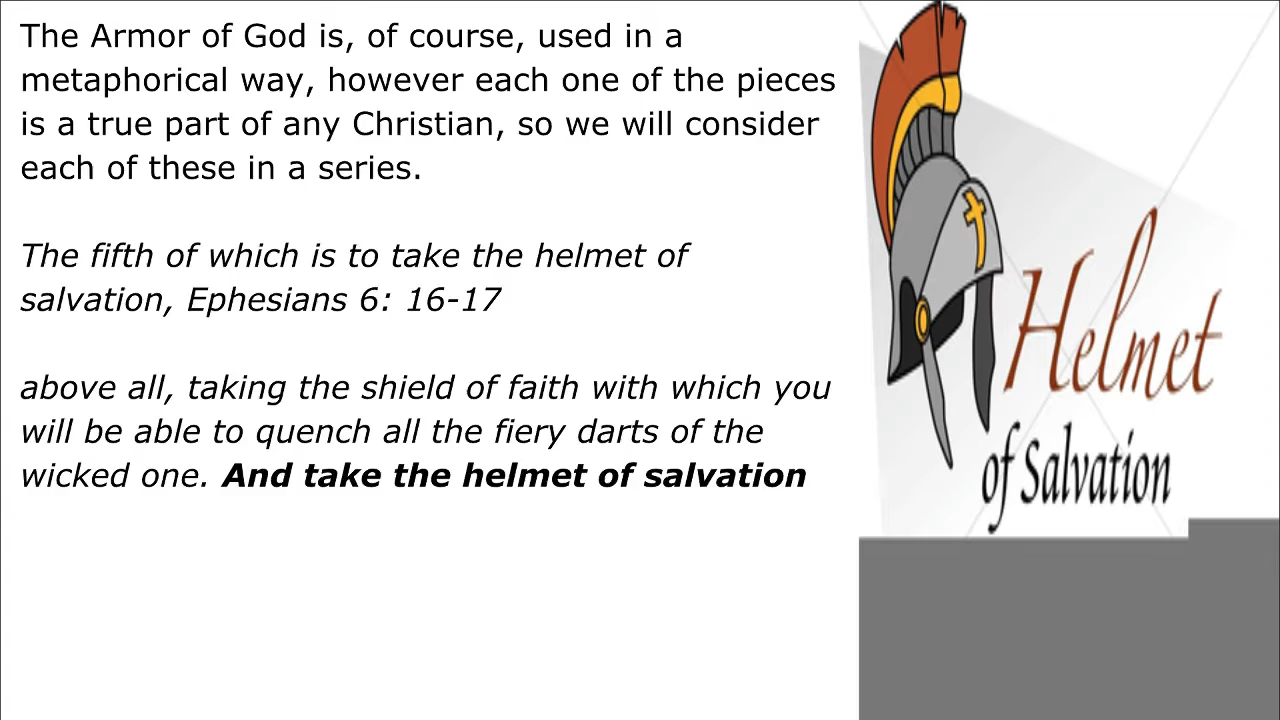 The Armor of God is, of course, used in a
metaphorical way, however each one of the pieces
is a true part of any Christian, so we will consider
each of these in a series.
The fifth of which is to take the helmet of
salvation, Ephesians 6: 16-17
above all, taking the shield of faith with which you
will be able to quench all the fiery darts of the
wicked one. And take the helmet of salvation
Helmet
of Salvation